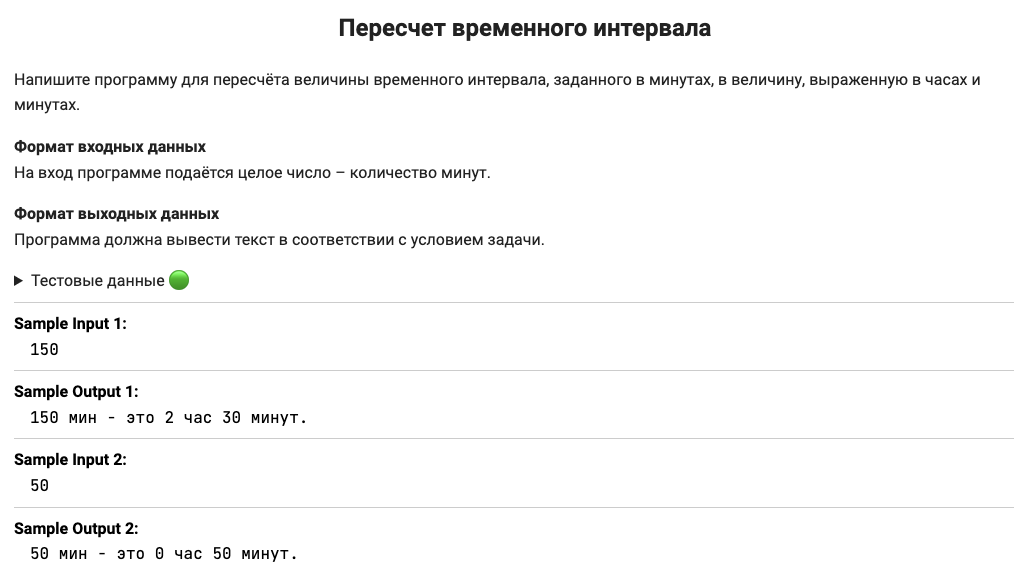 Пересчет временного интервала
Напишите программу для пересчёта величины временного интервала, заданного в минутах, в величину, выраженную в часах и
минутах.
Формат входных данных
На вход программе подаётся целое число – количество минут.
Формат выходных данных
Программа должна вывести текст в соответствии с условием задачи.
Тестовые данные
Sample Input 1:
150
Sample Output 1:
150 мин - это 2 час 30 минут.
Sample Input 2:
50
Sample Output 2:
50 мин - это 0 час 50 минут.